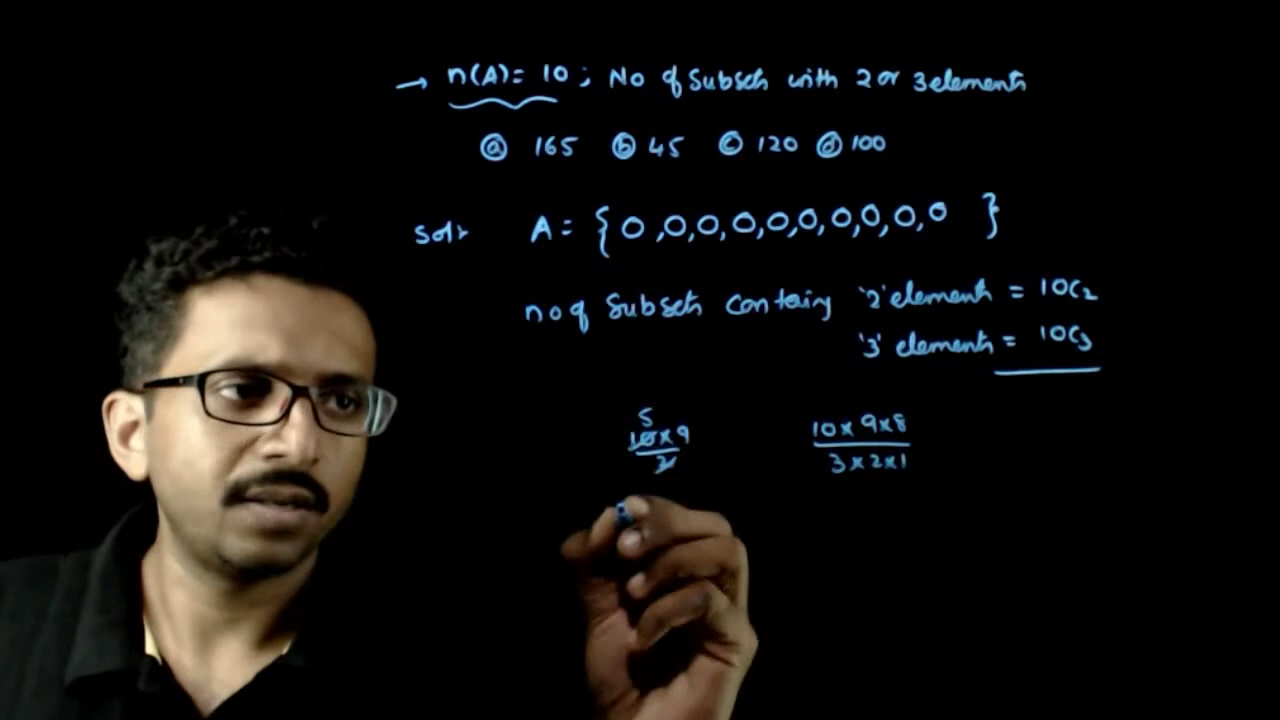 → n(A)= 10 ; No of Subsets with 2 or 3 elements
ⓐ 165 ⓑ 45 ⓒ 120 ⓓ 100
Sol:- A = { 0 ,0,0,0,0,0,0,0,0,0 }
no of Subsets containing '2' elements = 10C2
'3' elements = 10C3
5
10 x 9 10 x 9 x 8
2 3 x 2 x 1